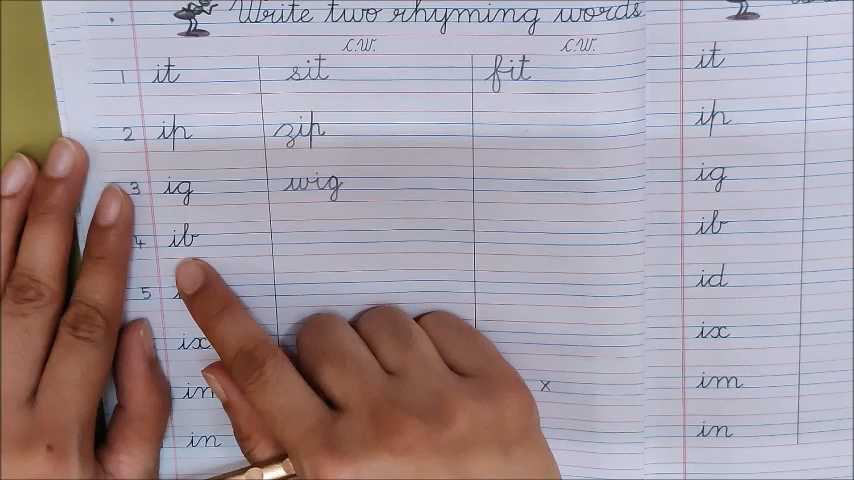 Write two rhyming words
c.w. c.w.
1 it sit fit it
2 ip zip ip
3 ig wig ig
4 ib ib
5 id
ix ix
x im
in in